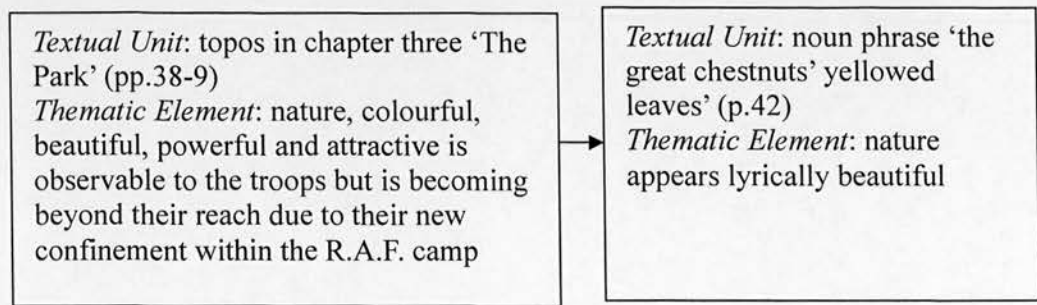 Textual Unit: topos in chapter three ‘The
Park’ (pp.38-9)
Thematic Element: nature, colourful,
beautiful, powerful and attractive is
observable to the troops but is becoming
beyond their reach due to their new
confinement within the R.A.F. camp
Textual Unit: noun phrase ‘the
great chestnuts’ yellowed
leaves’ (p.42)
Thematic Element: nature
appears lyrically beautiful